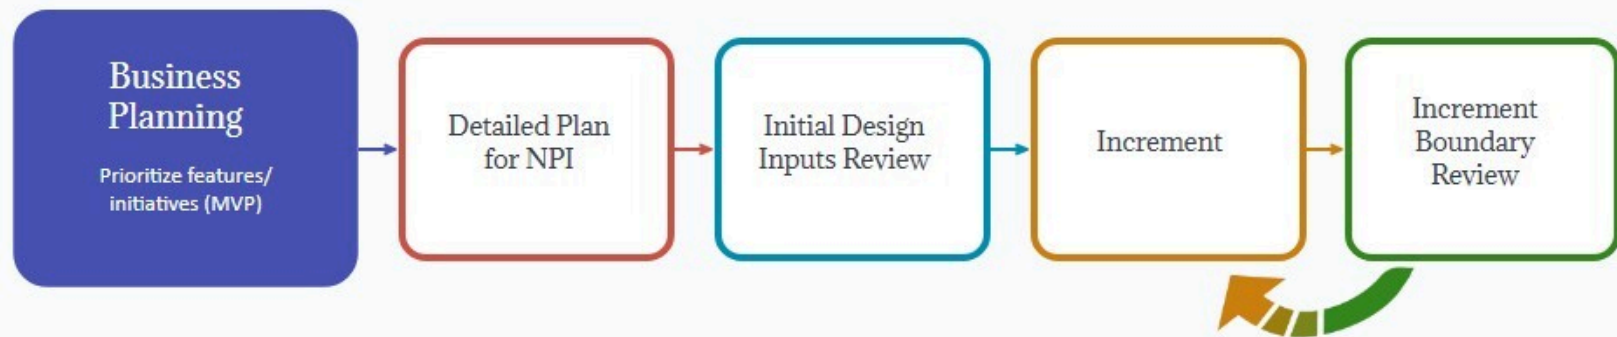 Business
Planning
Prioritize features/
initiatives (MVP)
Detailed Plan
for NPI
Initial Design
Inputs Review
Increment
Increment
Boundary
Review